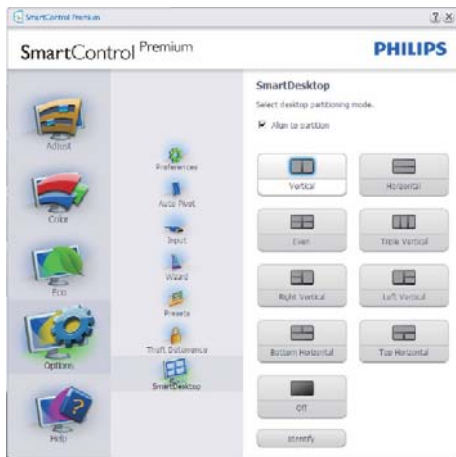 SmartControl Premium
SmartControl Premium
PHILIPS
Adjust
Color
Eco
Options
Help
Preferences
Auto Pivot
Input
Wizard
Presets
Theft Deterrence
SmartDesktop
SmartDesktop
Select desktop partitioning mode.
Align to partition
Vertical
Horizontal
Even
Triple Vertical
Right Vertical
Left Vertical
Bottom Horizontal
Top Horizontal
Off
Identify